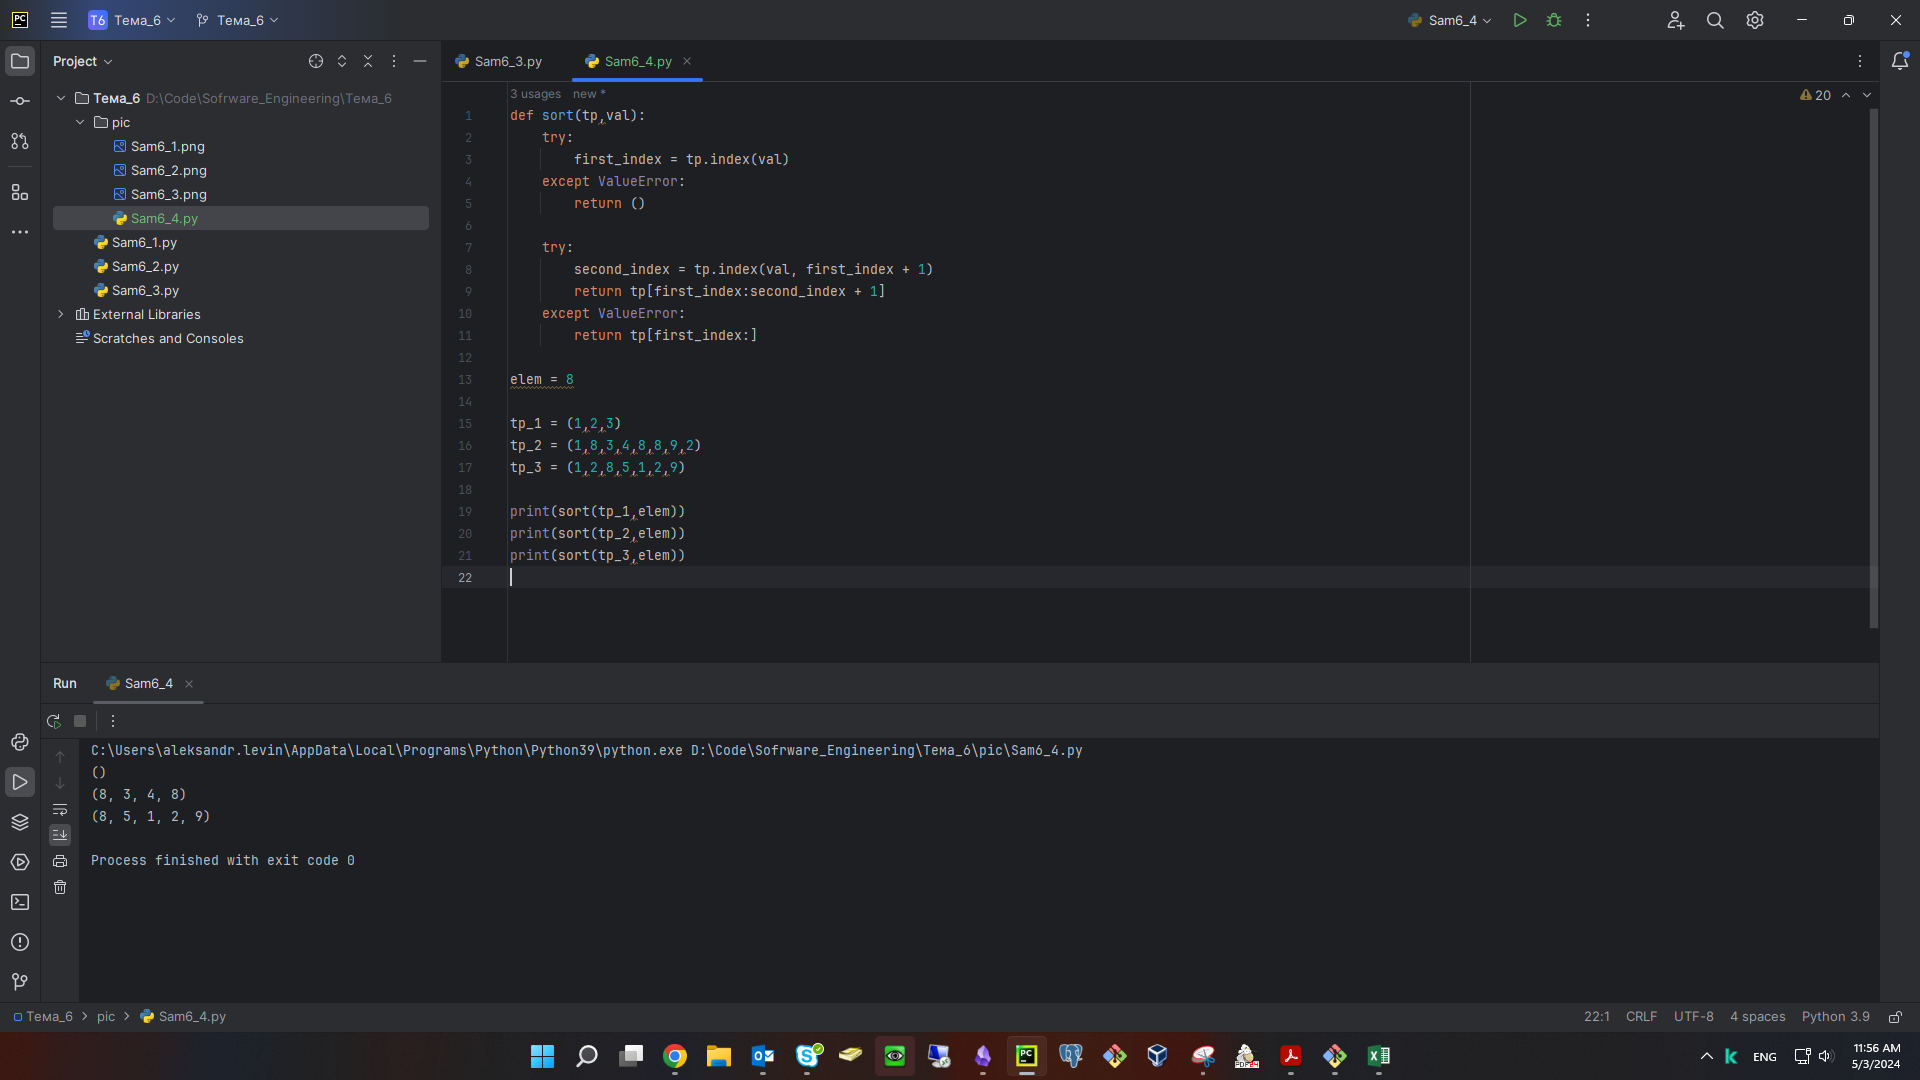 PC T6 Тема_6 Тема_6 Sam6_4
Project
Тема_6 D:\Code\Sofrware_Engineering\Тема_6
pic
Sam6_1.png
Sam6_2.png
Sam6_3.png
Sam6_4.py
Sam6_1.py
Sam6_2.py
Sam6_3.py
External Libraries
Scratches and Consoles
Sam6_3.py Sam6_4.py
3 usages new *
20
1 def sort(tp,val):
2 try:
3 first_index = tp.index(val)
4 except ValueError:
5 return ()
6
7 try:
8 second_index = tp.index(val, first_index + 1)
9 return tp[first_index:second_index + 1]
10 except ValueError:
11 return tp[first_index:]
12
13 elem = 8
14
15 tp_1 = (1,2,3)
16 tp_2 = (1,8,3,4,8,8,9,2)
17 tp_3 = (1,2,8,5,1,2,9)
18
19 print(sort(tp_1,elem))
20 print(sort(tp_2,elem))
21 print(sort(tp_3,elem))
22
Run Sam6_4
C:\Users\aleksandr.levin\AppData\Local\Programs\Python\Python39\python.exe D:\Code\Sofrware_Engineering\Тема_6\pic\Sam6_4.py
()
(8, 3, 4, 8)
(8, 5, 1, 2, 9)
Process finished with exit code 0
Тема_6 pic Sam6_4.py
22:1 CRLF UTF-8 4 spaces Python 3.9
PC
ENG
11:56 AM
5/3/2024